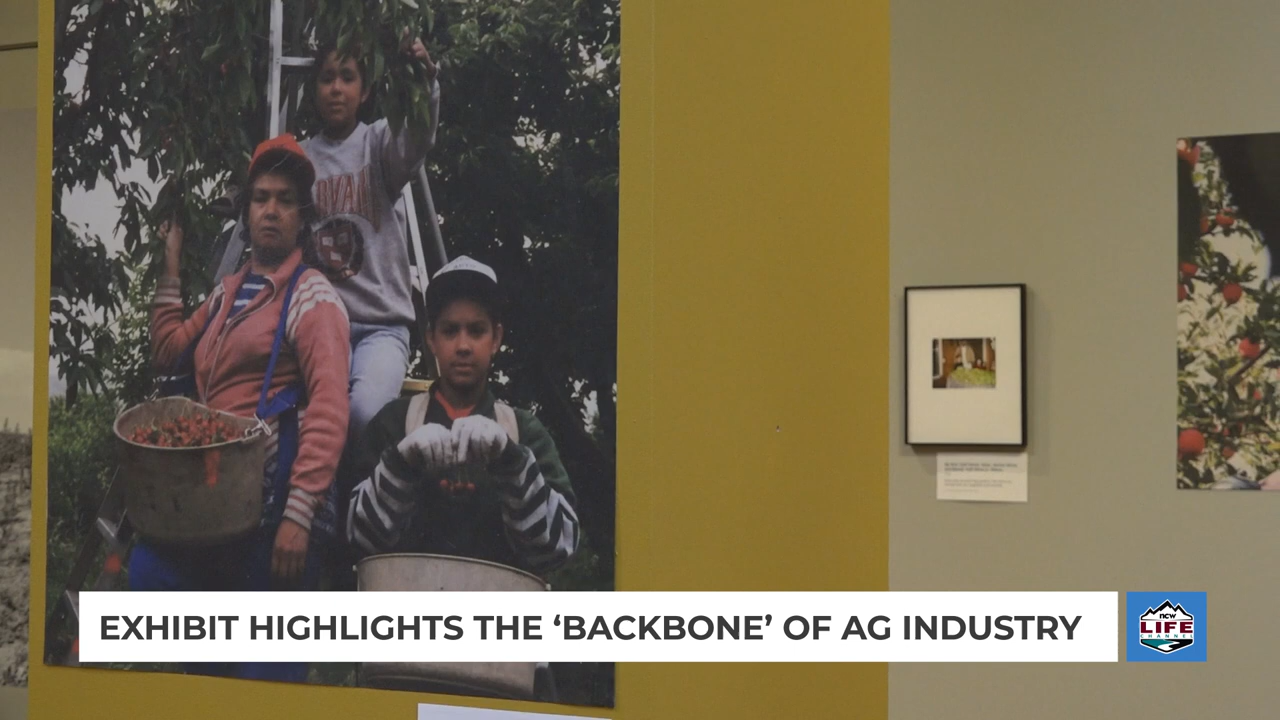 EXHIBIT HIGHLIGHTS THE ‘BACKBONE’ OF AG INDUSTRY
ncw
LIFE
CHANNEL